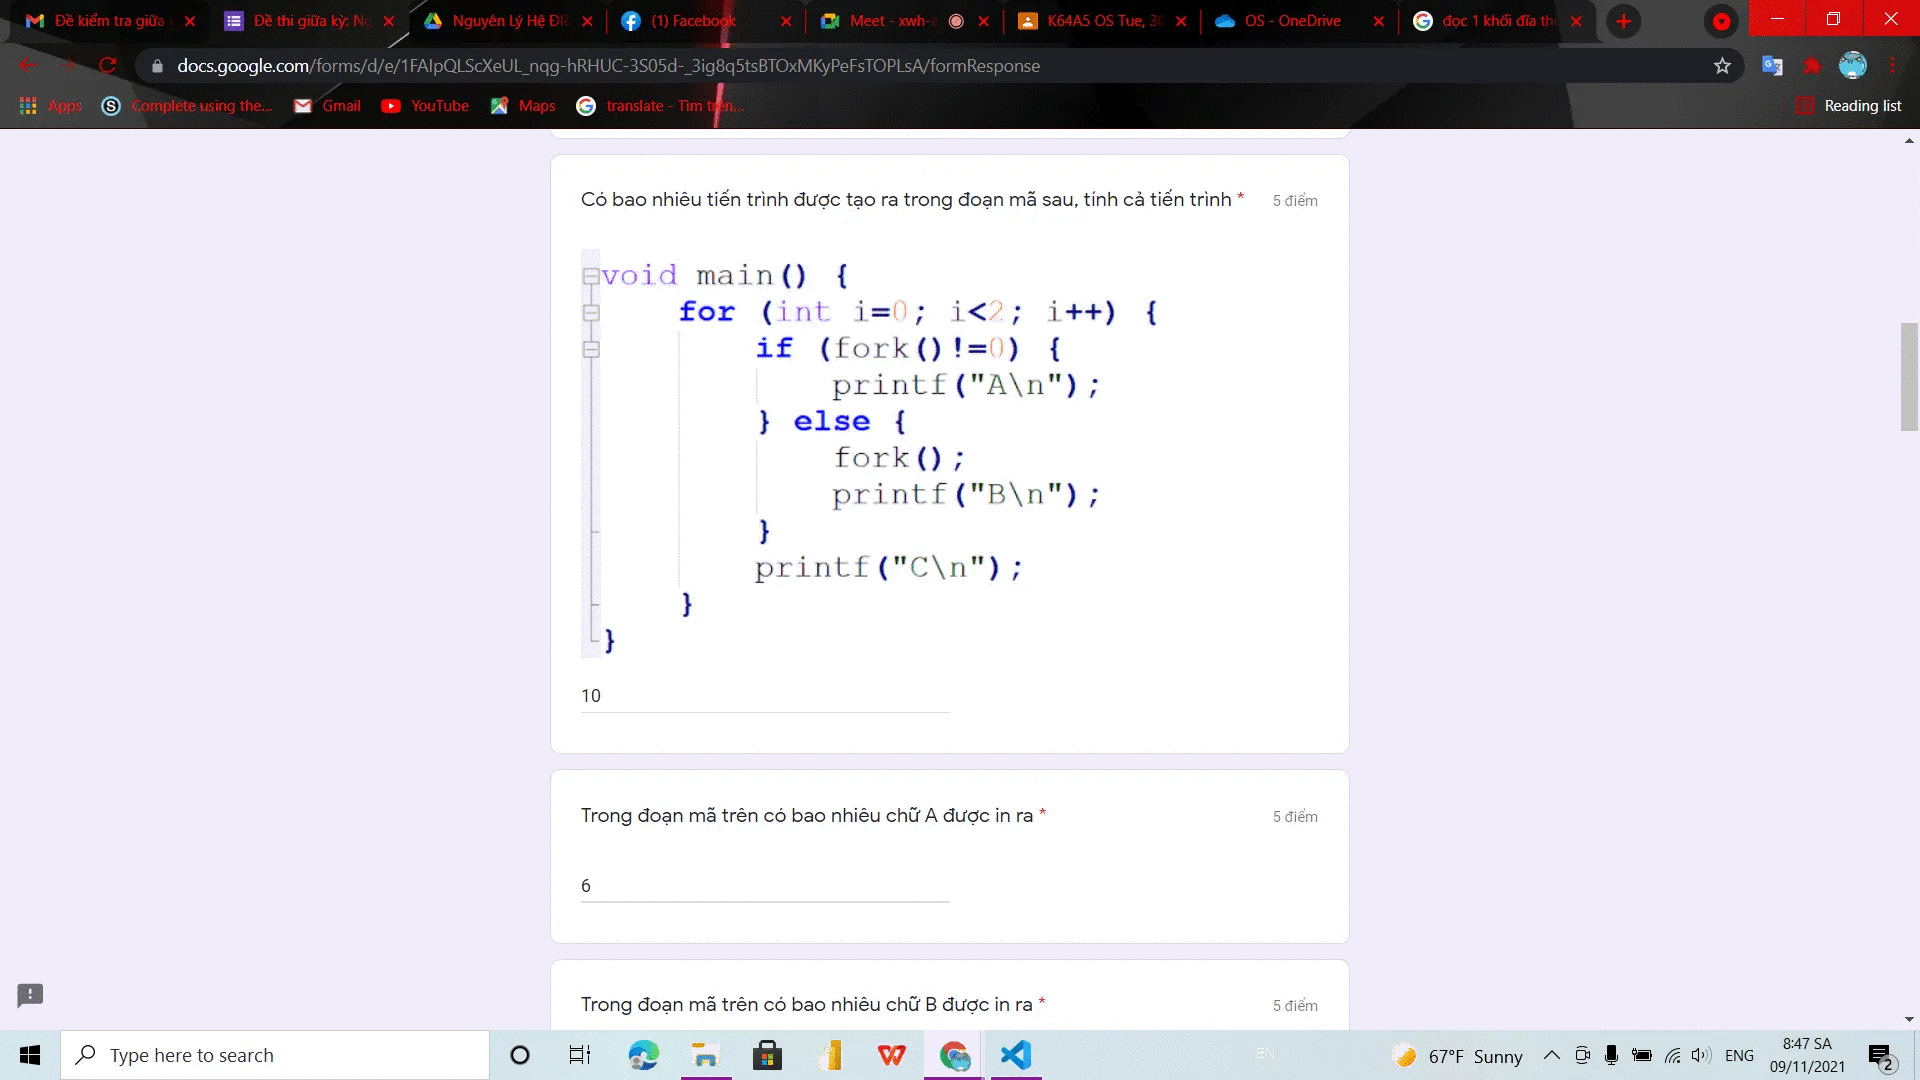 Đề kiểm tra giữa
Đề thi giữa kỳ: Ng
Nguyên Lý Hệ ĐH
(1) Facebook
Meet - xwh-a
K64A5 OS Tue, 30
OS - OneDrive
đọc 1 khối đĩa the
docs.google.com/forms/d/e/1FAIpQLScXeUL_nqg-hRHUC-3S05d-_3ig8q5tsBTOxMKyPeFsTOPLsA/formResponse
Apps
Complete using the...
Gmail
YouTube
Maps
translate - Tìm trên...
Reading list
Có bao nhiêu tiến trình được tạo ra trong đoạn mã sau, tính cả tiến trình *
5 điểm
void main() {
for (int i=0; i<2; i++) {
if (fork()!=0) {
printf("A\n");
} else {
fork();
printf("B\n");
}
printf("C\n");
}
}
10
Trong đoạn mã trên có bao nhiêu chữ A được in ra *
5 điểm
6
Trong đoạn mã trên có bao nhiêu chữ B được in ra *
5 điểm
Type here to search
EN
67°F Sunny
ENG
8:47 SA
09/11/2021
2